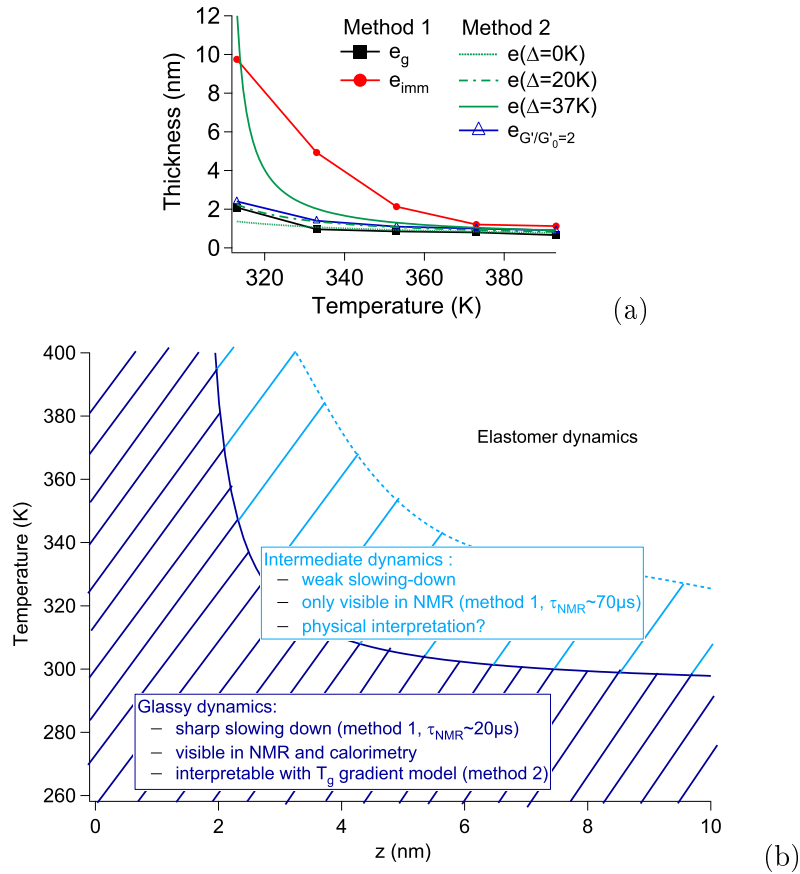 12
10
8
6
4
2
0
Thickness (nm)
Method 1
e_g
e_imm
Method 2
e(Δ=0K)
e(Δ=20K)
e(Δ=37K)
e_G'/G'_0=2
320 340 360 380
Temperature (K)
(a)
400
380
360
340
320
300
280
260
Temperature (K)
Elastomer dynamics
Intermediate dynamics :
– weak slowing-down
– only visible in NMR (method 1, τ_NMR~70µs)
– physical interpretation?
Glassy dynamics:
– sharp slowing down (method 1, τ_NMR~20µs)
– visible in NMR and calorimetry
– interpretable with T_g gradient model (method 2)
0 2 4 6 8 10
z (nm)
(b)